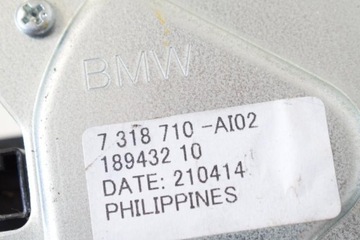 BMW
7 318 710 -AI02
189432 10
DATE: 210414
PHILIPPINES